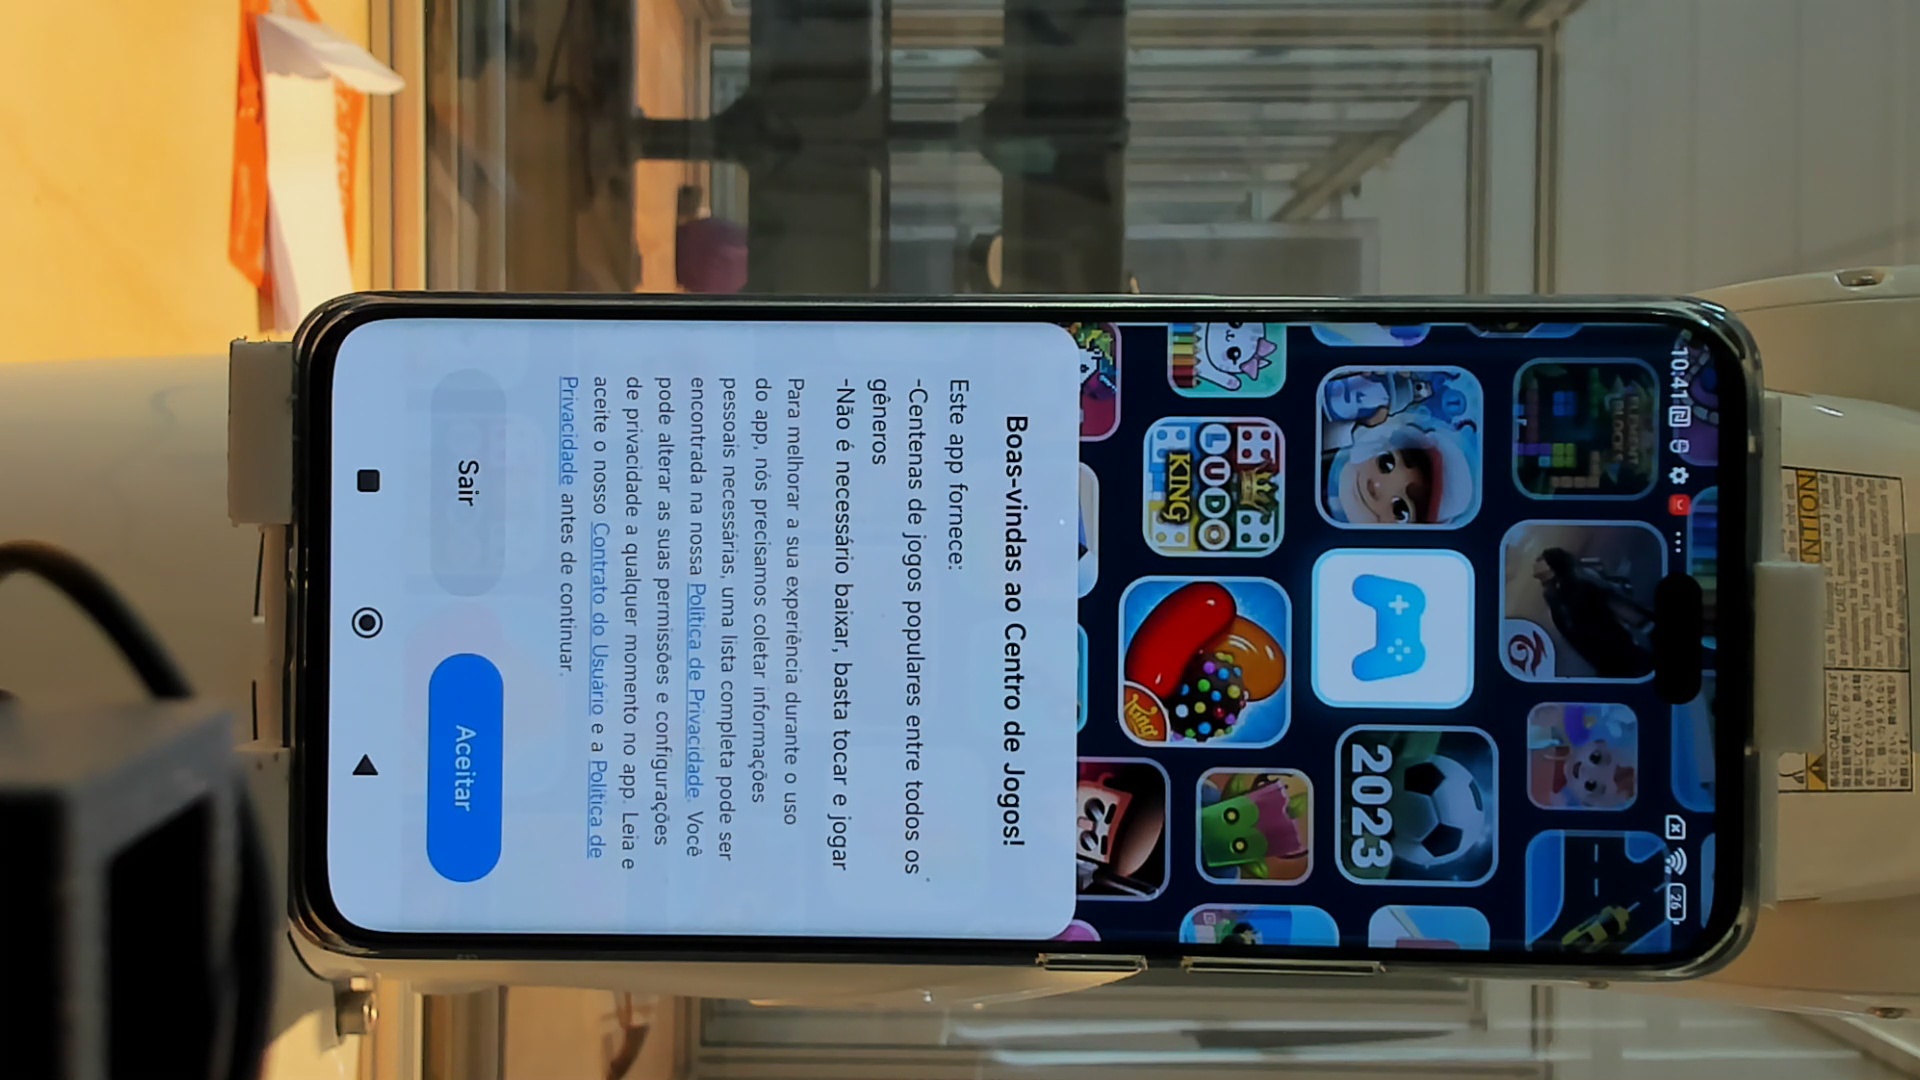 10:41
26
ELEMENT
BLOCKS
2023
LUDO
KING
King
Boas-vindas ao Centro de Jogos!
Este app fornece:
-Centenas de jogos populares entre todos os
gêneros
-Não é necessário baixar, basta tocar e jogar
Para melhorar a sua experiência durante o uso
do app, nós precisamos coletar informações
pessoais necessárias, uma lista completa pode ser
encontrada na nossa Política de Privacidade. Você
pode alterar as suas permissões e configurações
de privacidade a qualquer momento no app. Leia e
aceite o nosso Contrato do Usuário e a Política de
Privacidade antes de continuar.
Sair
Aceitar